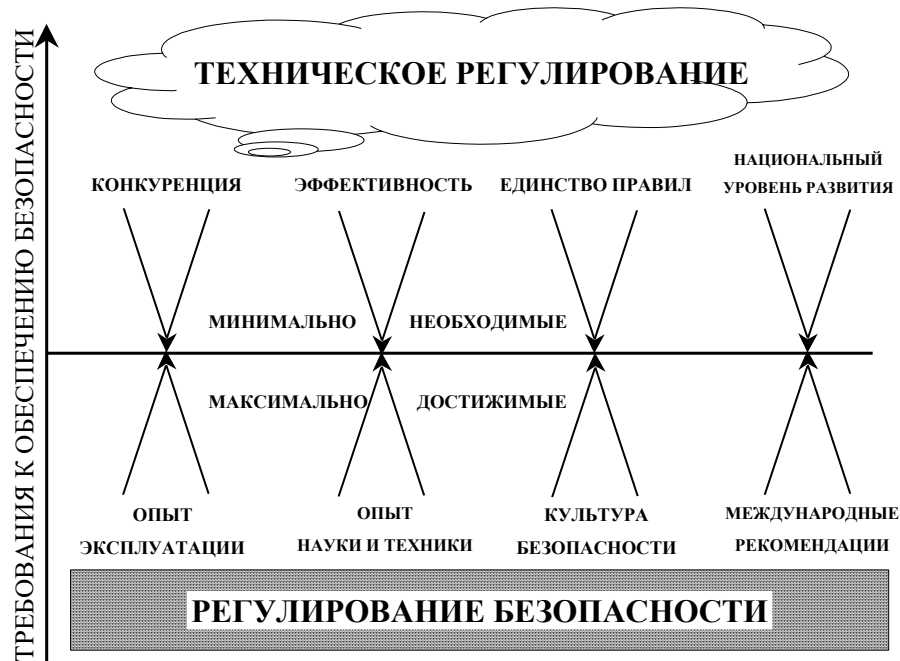 ТРЕБОВАНИЯ К ОБЕСПЕЧЕНИЮ БЕЗОПАСНОСТИ
ТЕХНИЧЕСКОЕ РЕГУЛИРОВАНИЕ
КОНКУРЕНЦИЯ
ЭФФЕКТИВНОСТЬ
ЕДИНСТВО ПРАВИЛ
НАЦИОНАЛЬНЫЙ
УРОВЕНЬ РАЗВИТИЯ
МИНИМАЛЬНО НЕОБХОДИМЫЕ
МАКСИМАЛЬНО ДОСТИЖИМЫЕ
ОПЫТ
ЭКСПЛУАТАЦИИ
ОПЫТ
НАУКИ И ТЕХНИКИ
КУЛЬТУРА
БЕЗОПАСНОСТИ
МЕЖДУНАРОДНЫЕ
РЕКОМЕНДАЦИИ
РЕГУЛИРОВАНИЕ БЕЗОПАСНОСТИ